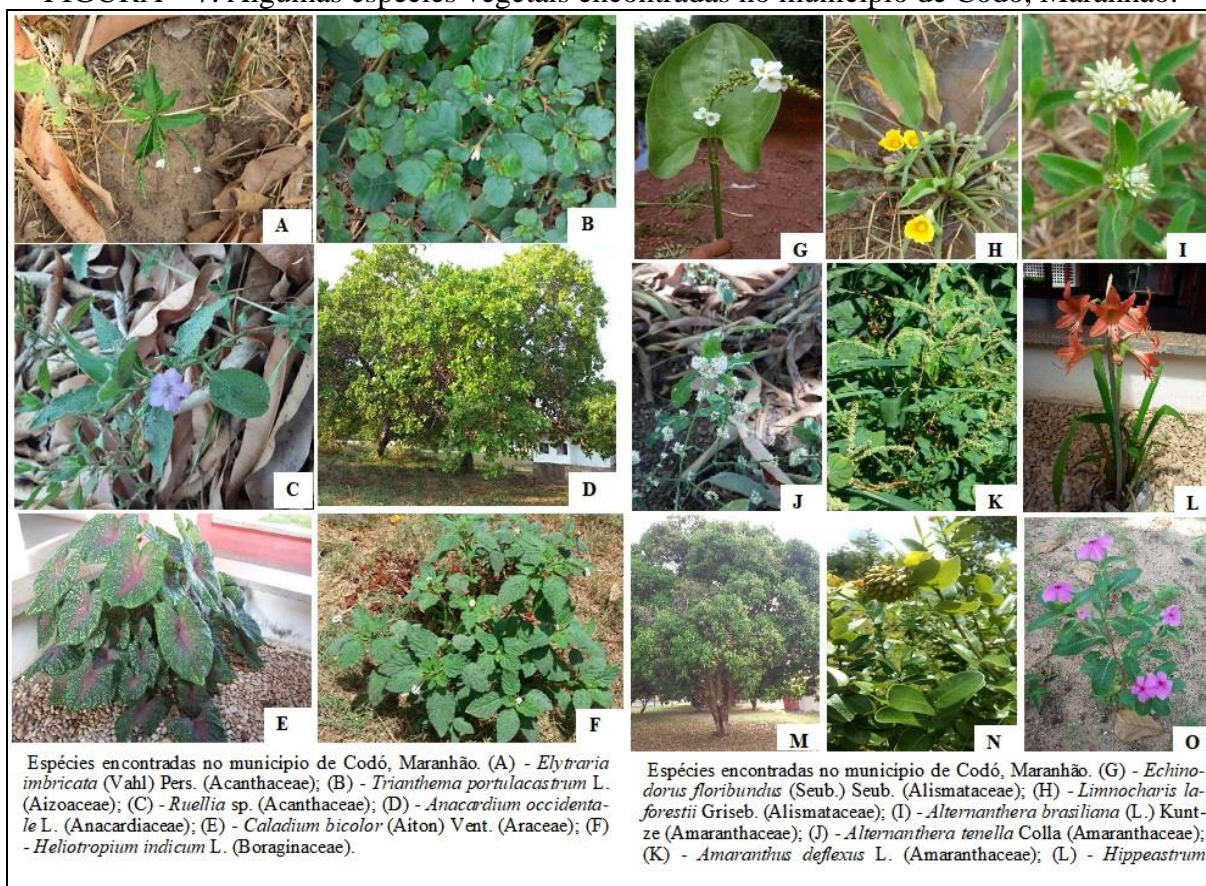 FIGURA – 7. Algumas espécies vegetais encontradas no município de Codó, Maranhão.
A
B
C
D
E
F
Espécies encontradas no município de Codó, Maranhão. (A) - Elytraria
imbricata (Vahl) Pers. (Acanthaceae); (B) - Trianthema portulacastrum L.
(Aizoaceae); (C) - Ruellia sp. (Acanthaceae); (D) - Anacardium occidenta-
le L. (Anacardiaceae); (E) - Caladium bicolor (Aiton) Vent. (Araceae); (F)
- Heliotropium indicum L. (Boraginaceae).
G
H
I
J
K
L
M
N
O
Espécies encontradas no município de Codó, Maranhão. (G) - Echino-
dorus floribundus (Seub.) Seub. (Alismataceae); (H) - Limnocharis la-
forestii Griseb. (Alismataceae); (I) - Alternanthera brasiliana (L.) Kunt-
ze (Amaranthaceae); (J) - Alternanthera tenella Colla (Amaranthaceae);
(K) - Amaranthus deflexus L. (Amaranthaceae); (L) - Hippeastrum